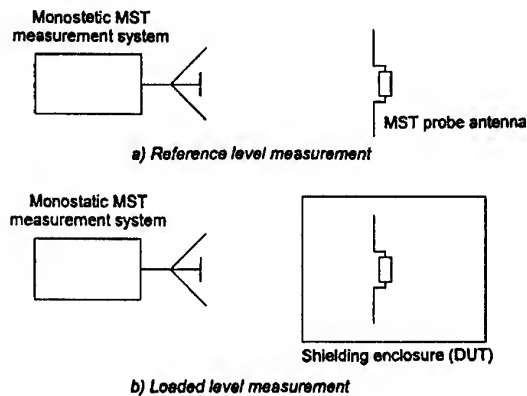 Monostetic MST
measurement system
MST probe antenna
a) Reference level measurement
Monostatic MST
measurement system
Shielding enclosure (DUT)
b) Loaded level measurement